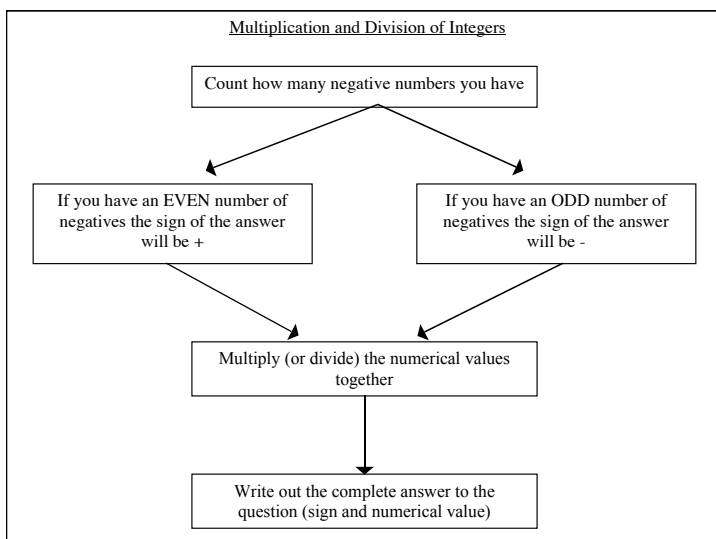 Multiplication and Division of Integers
Count how many negative numbers you have
If you have an EVEN number of
negatives the sign of the answer
will be +
If you have an ODD number of
negatives the sign of the answer
will be -
Multiply (or divide) the numerical values
together
Write out the complete answer to the
question (sign and numerical value)